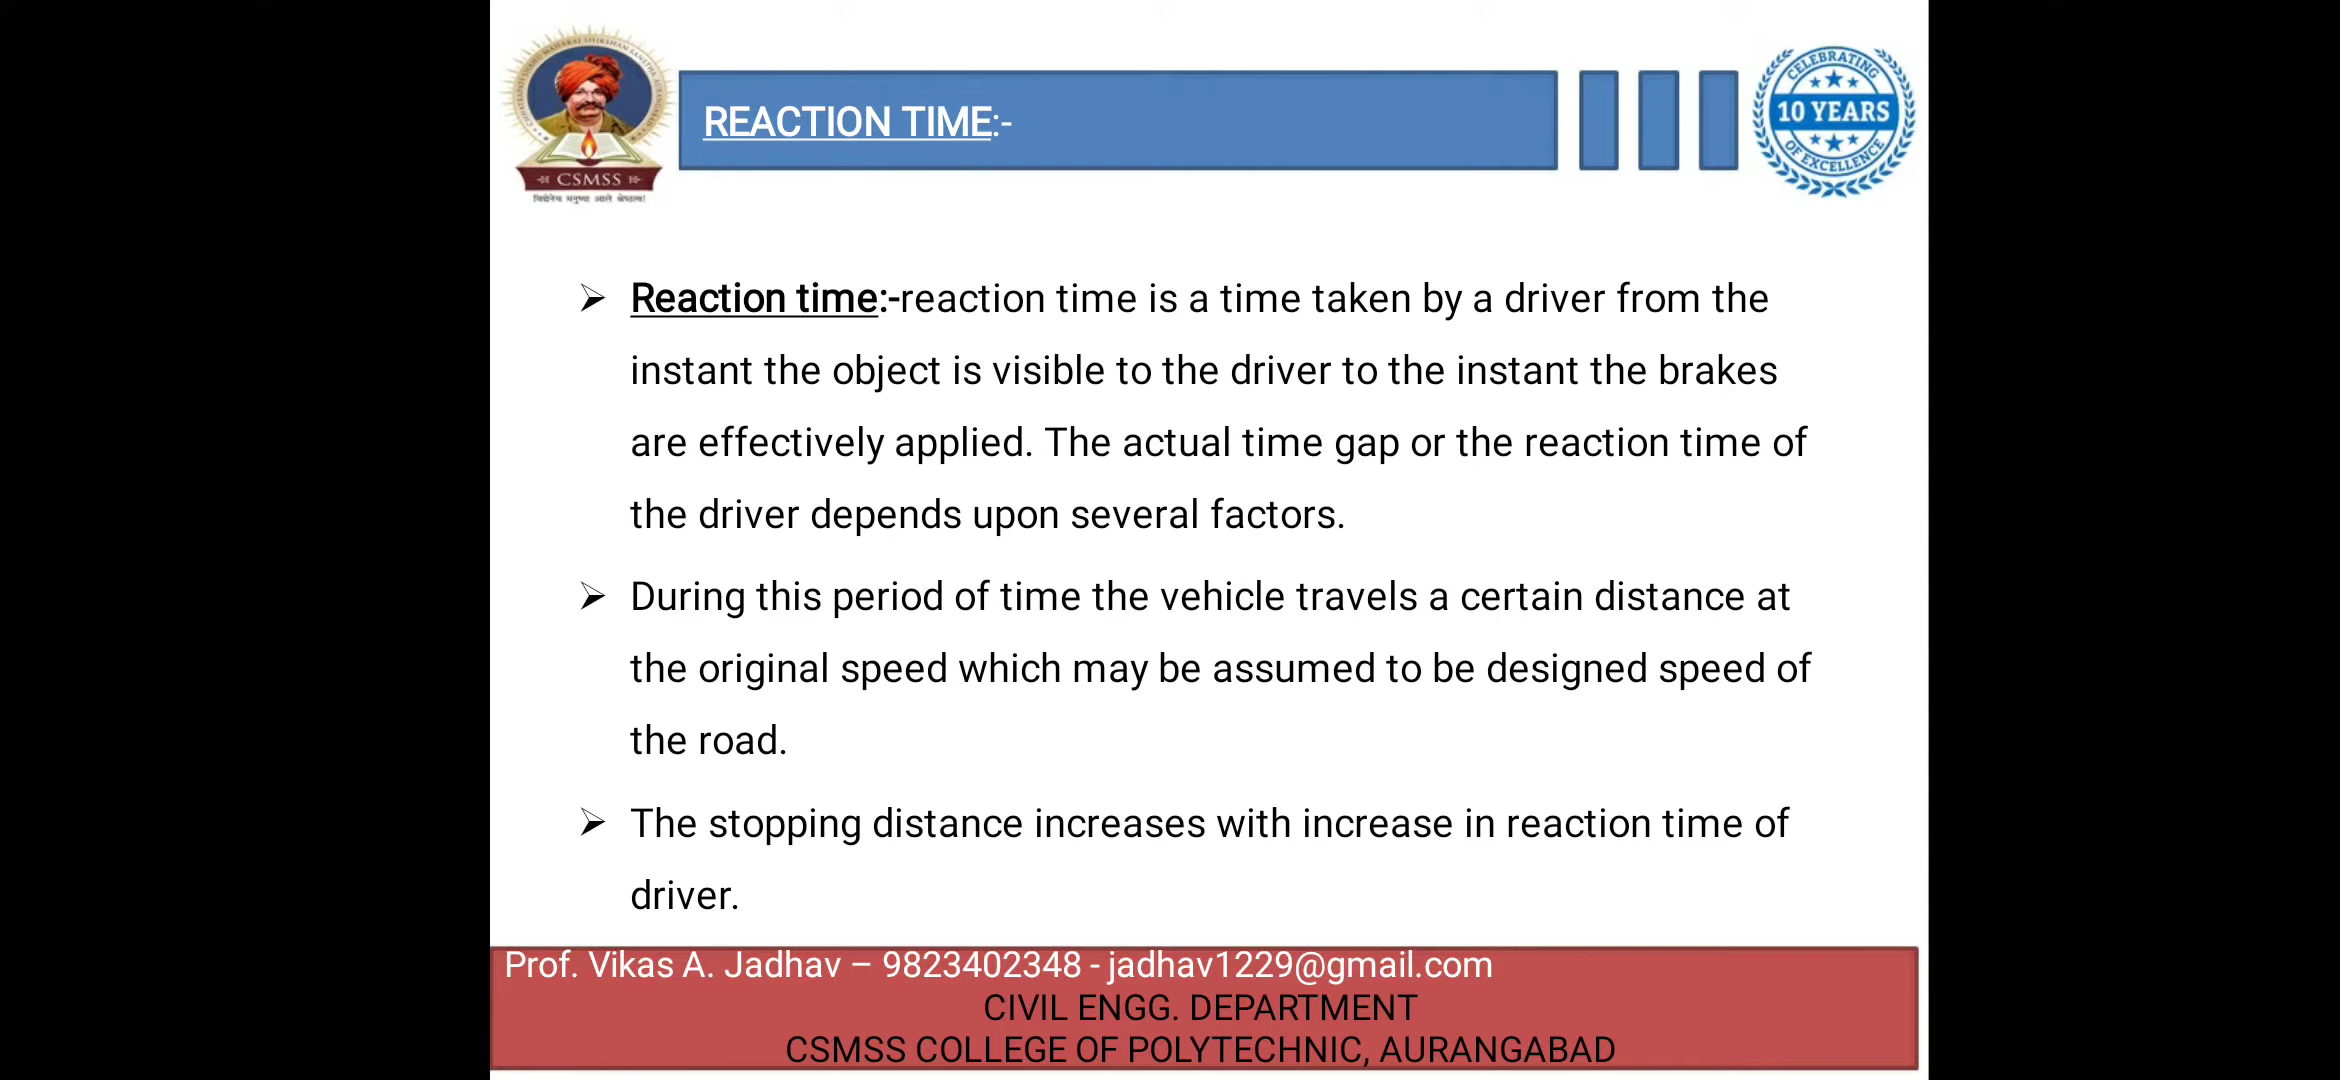 REACTION TIME:-
CSMSS
CELEBRATING
10 YEARS
OF EXCELLENCE
➢ Reaction time:-reaction time is a time taken by a driver from the
instant the object is visible to the driver to the instant the brakes
are effectively applied. The actual time gap or the reaction time of
the driver depends upon several factors.
➢ During this period of time the vehicle travels a certain distance at
the original speed which may be assumed to be designed speed of
the road.
➢ The stopping distance increases with increase in reaction time of
driver.
Prof. Vikas A. Jadhav – 9823402348 - jadhav1229@gmail.com
CIVIL ENGG. DEPARTMENT
CSMSS COLLEGE OF POLYTECHNIC, AURANGABAD